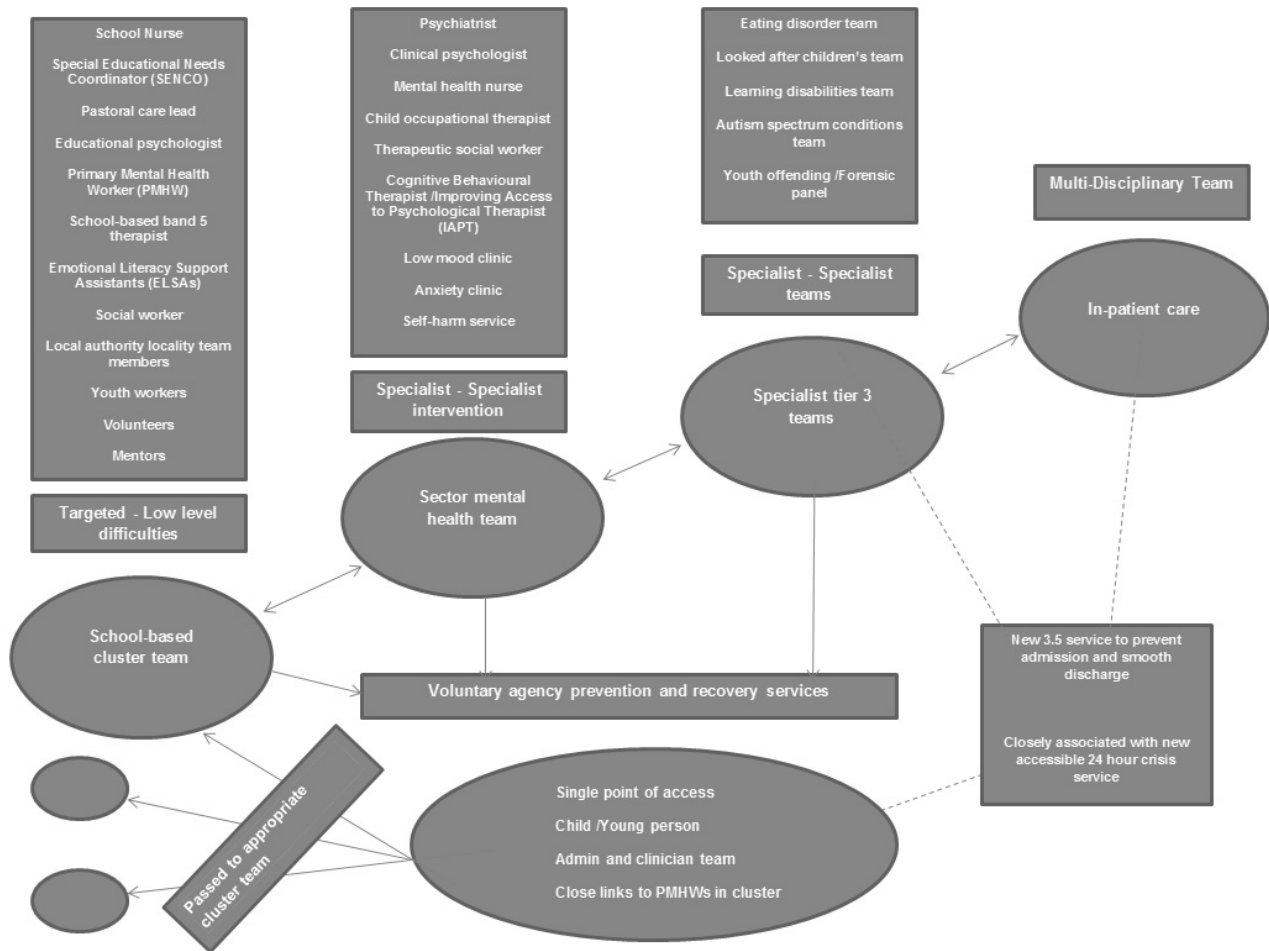 School Nurse
Special Educational Needs
Coordinator (SENCO)
Pastoral care lead
Educational psychologist
Primary Mental Health
Worker (PMHW)
School-based band 5
therapist
Emotional Literacy Support
Assistants (ELSAs)
Social worker
Local authority locality team
members
Youth workers
Volunteers
Mentors
Targeted - Low level
difficulties
School-based
cluster team
Psychiatrist
Clinical psychologist
Mental health nurse
Child occupational therapist
Therapeutic social worker
Cognitive Behavioural
Therapist /Improving Access
to Psychological Therapist
(IAPT)
Low mood clinic
Anxiety clinic
Self-harm service
Specialist - Specialist
intervention
Sector mental
health team
Eating disorder team
Looked after children's team
Learning disabilities team
Autism spectrum conditions
team
Youth offending /Forensic
panel
Specialist - Specialist
teams
Specialist tier 3
teams
Multi-Disciplinary Team
In-patient care
Voluntary agency prevention and recovery services
New 3.5 service to prevent
admission and smooth
discharge
Closely associated with new
accessible 24 hour crisis
service
Passed to appropriate
cluster team
Single point of access
Child /Young person
Admin and clinician team
Close links to PMHWs in cluster